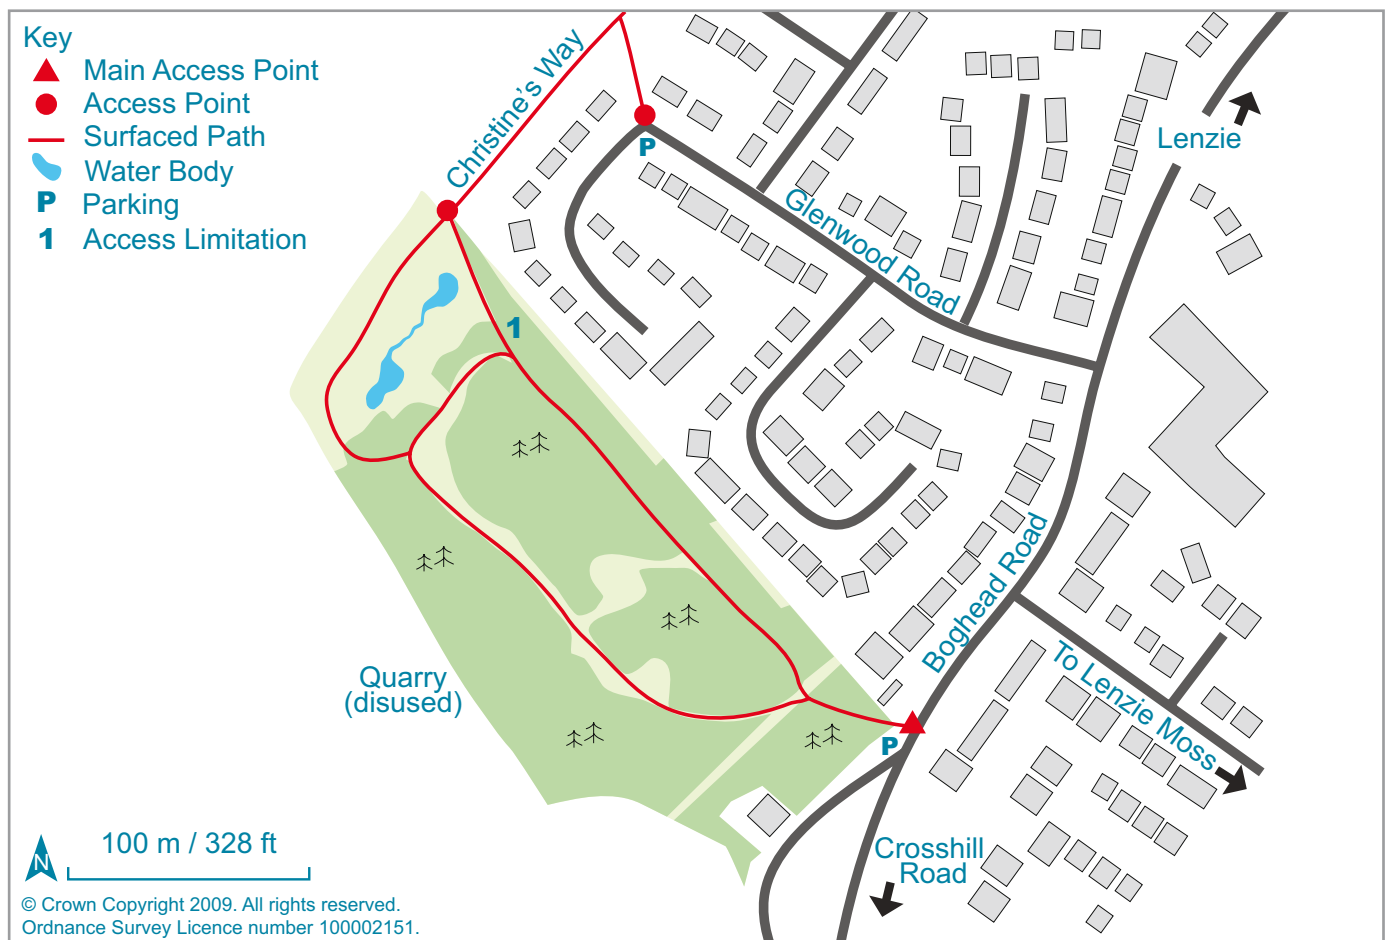 Key
Main Access Point
Access Point
Surfaced Path
Water Body
P Parking
1 Access Limitation
Christine's Way
P
Lenzie
Glenwood Road
1
Boghead Road
To Lenzie Moss
Quarry
(disused)
P
Crosshill
Road
N
100 m / 328 ft
© Crown Copyright 2009. All rights reserved.
Ordnance Survey Licence number 100002151.